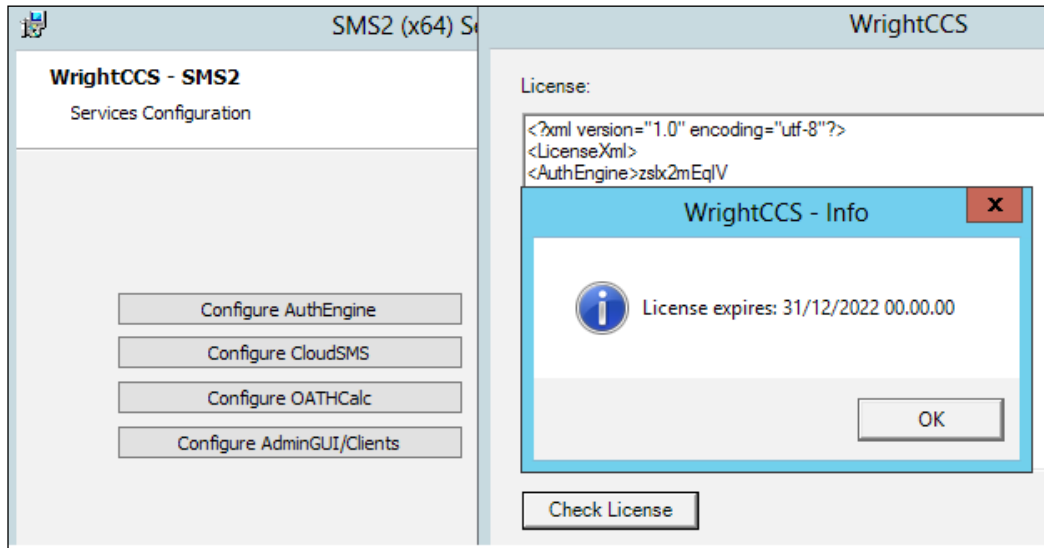 SMS2 (x64) Se
WrightCCS - SMS2
Services Configuration
Configure AuthEngine
Configure CloudSMS
Configure OATHCalc
Configure AdminGUI/Clients
WrightCCS
License:
<?xml version="1.0" encoding="utf-8"?>
<LicenseXml>
<AuthEngine>zslx2mEqIV
WrightCCS - Info
x
License expires: 31/12/2022 00.00.00
OK
Check License